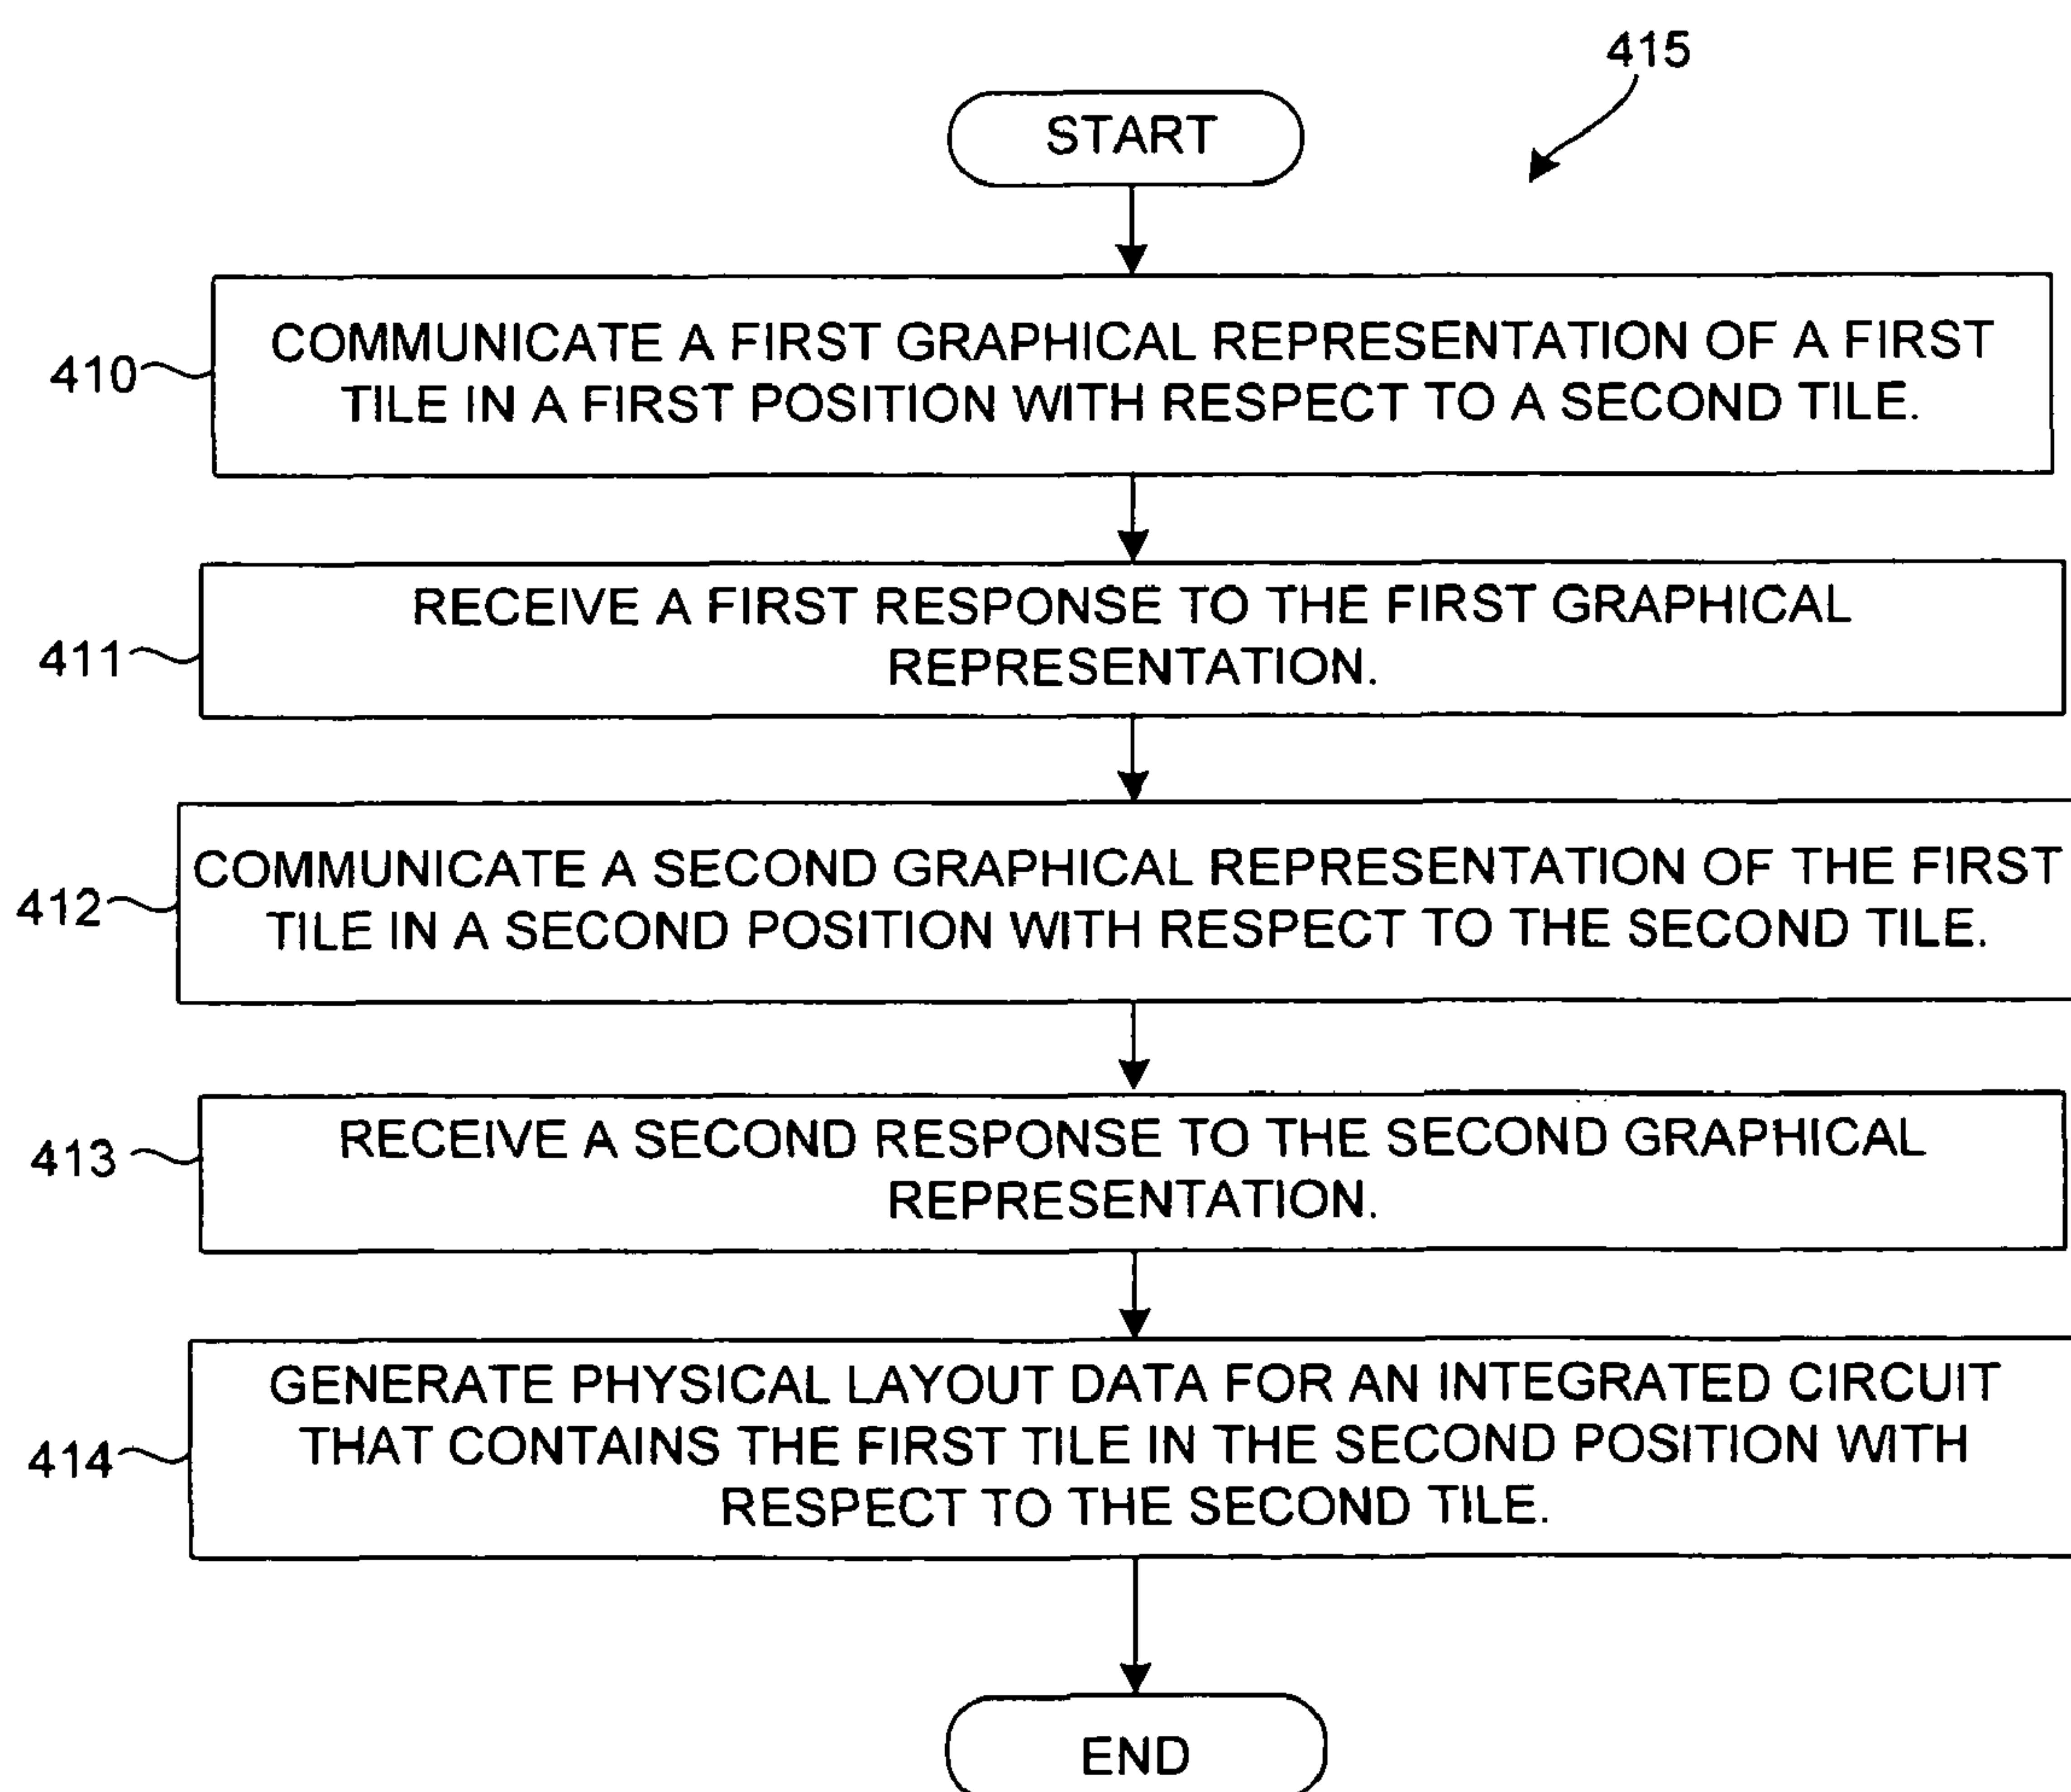 415
START
410
COMMUNICATE A FIRST GRAPHICAL REPRESENTATION OF A FIRST
TILE IN A FIRST POSITION WITH RESPECT TO A SECOND TILE.
411
RECEIVE A FIRST RESPONSE TO THE FIRST GRAPHICAL
REPRESENTATION.
412
COMMUNICATE A SECOND GRAPHICAL REPRESENTATION OF THE FIRST
TILE IN A SECOND POSITION WITH RESPECT TO THE SECOND TILE.
413
RECEIVE A SECOND RESPONSE TO THE SECOND GRAPHICAL
REPRESENTATION.
414
GENERATE PHYSICAL LAYOUT DATA FOR AN INTEGRATED CIRCUIT
THAT CONTAINS THE FIRST TILE IN THE SECOND POSITION WITH
RESPECT TO THE SECOND TILE.
END